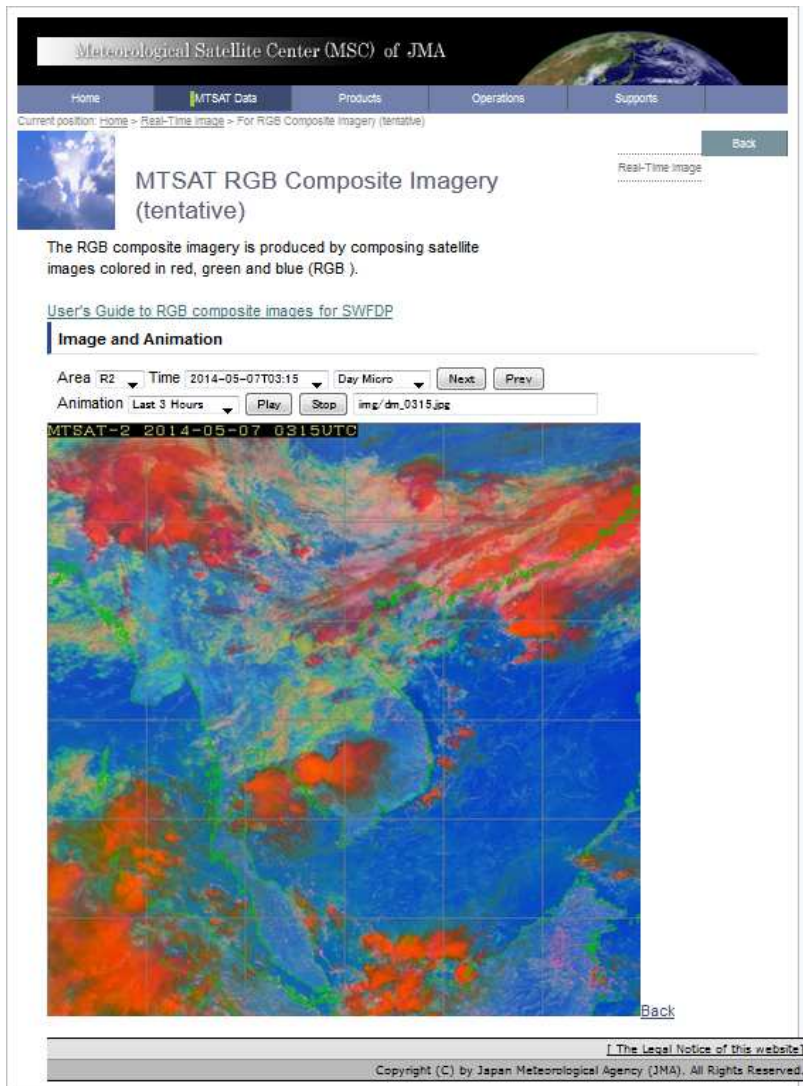 Meteorological Satellite Center (MSC) of JMA
Home MTSAT Data Products Operations Supports
Current position: Home > Real-Time Image > For RGB Composite Imagery (tentative)
Back
Real-Time Image
MTSAT RGB Composite Imagery
(tentative)
The RGB composite imagery is produced by composing satellite
images colored in red, green and blue (RGB ).
User's Guide to RGB composite images for SWFDP
Image and Animation
Area R2 Time 2014-05-07T03:15 Day Micro Next Prev
Animation Last 3 Hours Play Stop img/dm_0315.jpg
MTSAT-2 2014-05-07 0315UTC
Back
[ The Legal Notice of this website]
Copyright (C) by Japan Meteorological Agency (JMA). All Rights Reserved.